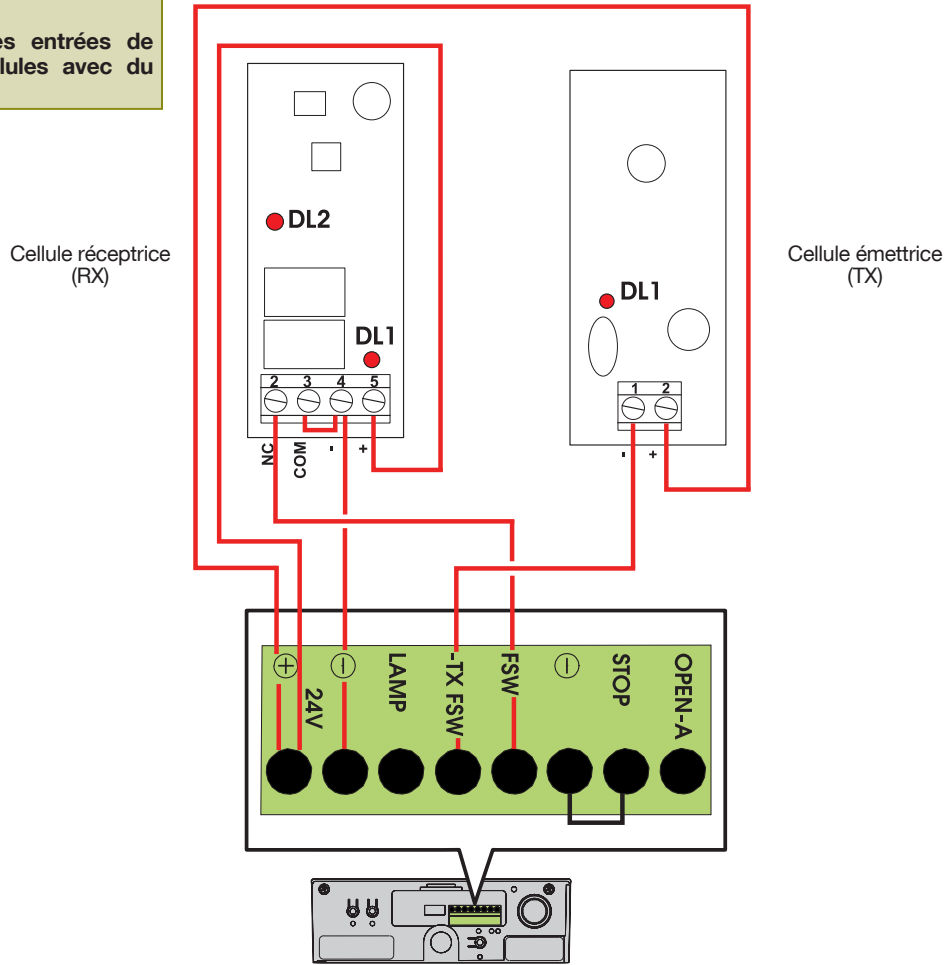 es entrées de
lules avec du
DL2
Cellule réceptrice
(RX)
Cellule émettrice
(TX)
DL1
DL1
2 3 4 5
1 2
NC COM - +
- +
+ 24V - LAMP -TX FSW FSW - STOP OPEN-A